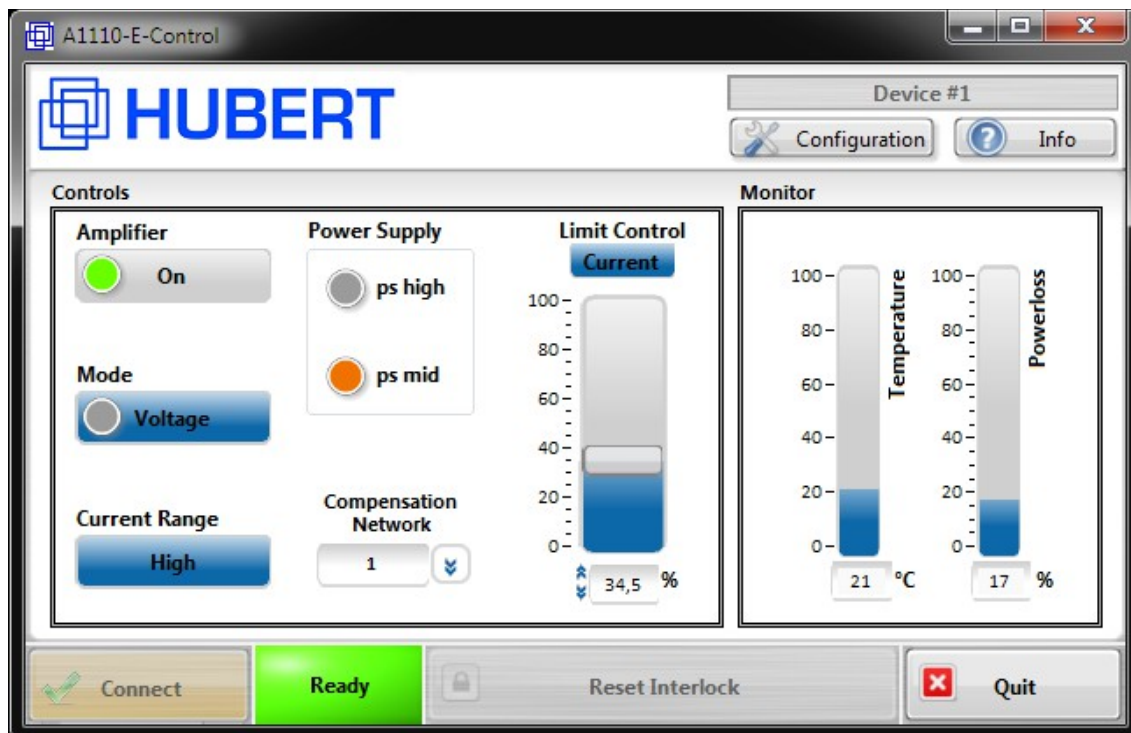 A1110-E-Control
HUBERT
Device #1
Configuration
Info
Controls
Amplifier
On
Mode
Voltage
Current Range
High
Power Supply
ps high
ps mid
Compensation
Network
1
Limit Control
Current
100
80
60
40
20
0
34,5 %
Monitor
100
80
60
40
20
0
Temperature
21 °C
100
80
60
40
20
0
Powerloss
17 %
Connect
Ready
Reset Interlock
Quit